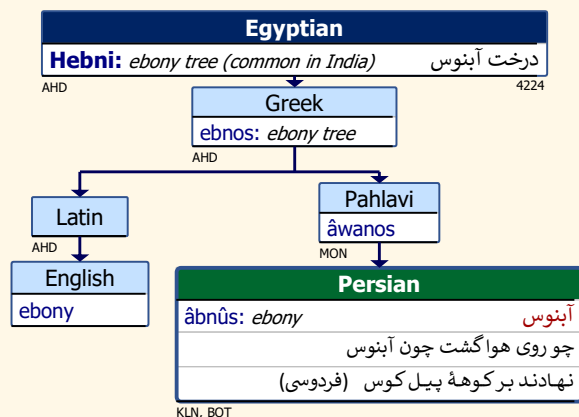 Egyptian
Hebni: ebony tree (common in India) درخت آبنوس
AHD 4224
Greek
ebnos: ebony tree
AHD
Latin
AHD
English
ebony
Pahlavi
âwanos
MON
Persian
âbnûs: ebony آبنوس
چو روی هوا گشت چون آبنوس
نهادند بر کوههٔ پیل کوس (فردوسی)
KLN, BOT